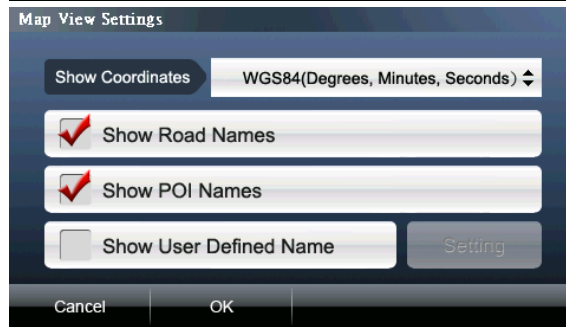 Map View Settings
Show Coordinates WGS84(Degrees, Minutes, Seconds)
Show Road Names
Show POI Names
Show User Defined Name Setting
Cancel OK